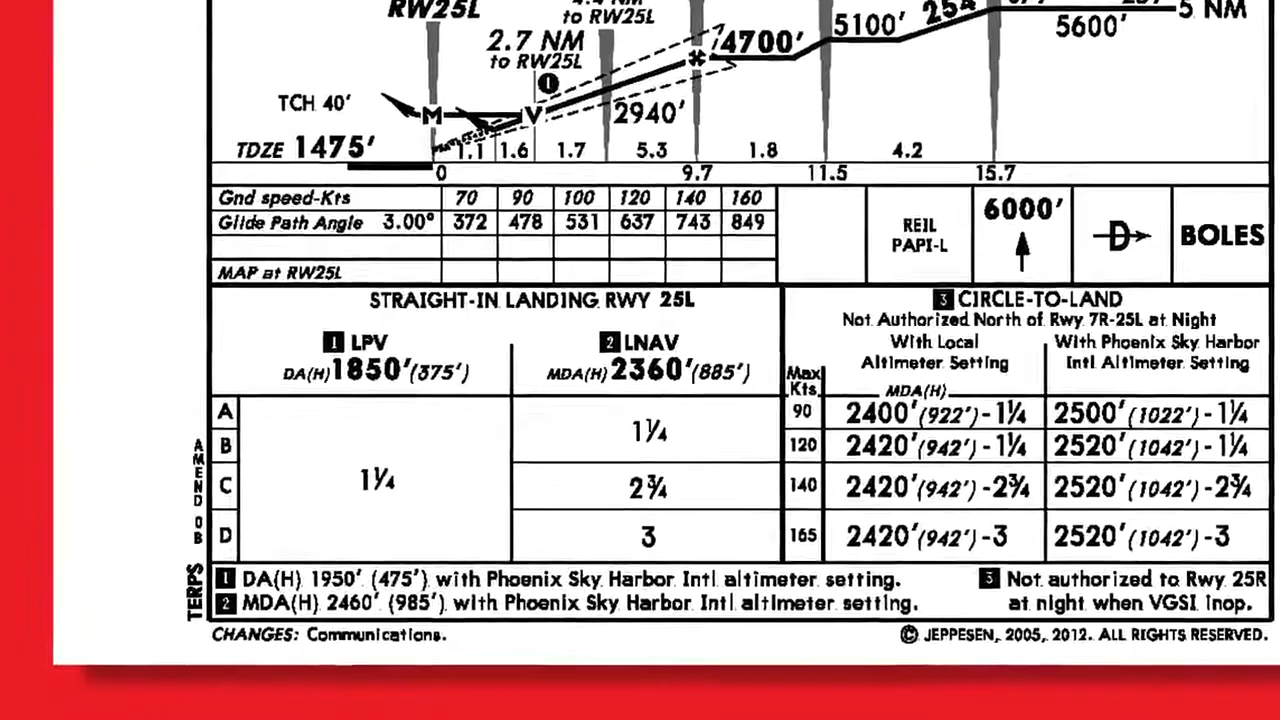 RW25L
to RW25L
5 NM
5100'
254
5600'
2.7 NM
to RW25L
4700'
1
TCH 40'
M
V
2940'
TDZE 1475'
1.1 1.6 1.7 5.3 1.8 4.2
0 9.7 11.5 15.7
Gnd speed-Kts 70 90 100 120 140 160
Glide Path Angle 3.00° 372 478 531 637 743 849
MAP at RW25L
REIL
PAPI-L
6000'
D
BOLES
STRAIGHT-IN LANDING RWY 25L
1 LPV
DA(H) 1850' (375')
2 LNAV
MDA(H) 2360' (885')
3 CIRCLE-TO-LAND
Not Authorized North of Rwy 7R-25L at Night
With Local
Altimeter Setting
With Phoenix Sky Harbor
Intl Altimeter Setting
Max
Kts
MDA(H)
A 1¼ 90 2400' (922') - 1¼ 2500' (1022') - 1¼
B 120 2420' (942') - 1¼ 2520' (1042') - 1¼
C 1¼ 2¾ 140 2420' (942') - 2¾ 2520' (1042') - 2¾
D 3 165 2420' (942') - 3 2520' (1042') - 3
TERPS AMEND 0B
1 DA(H) 1950' (475') with Phoenix Sky Harbor Intl altimeter setting.
2 MDA(H) 2460' (985') with Phoenix Sky Harbor Intl altimeter setting.
3 Not authorized to Rwy 25R
at night when VGSI inop.
CHANGES: Communications.
© JEPPESEN, 2005, 2012. ALL RIGHTS RESERVED.